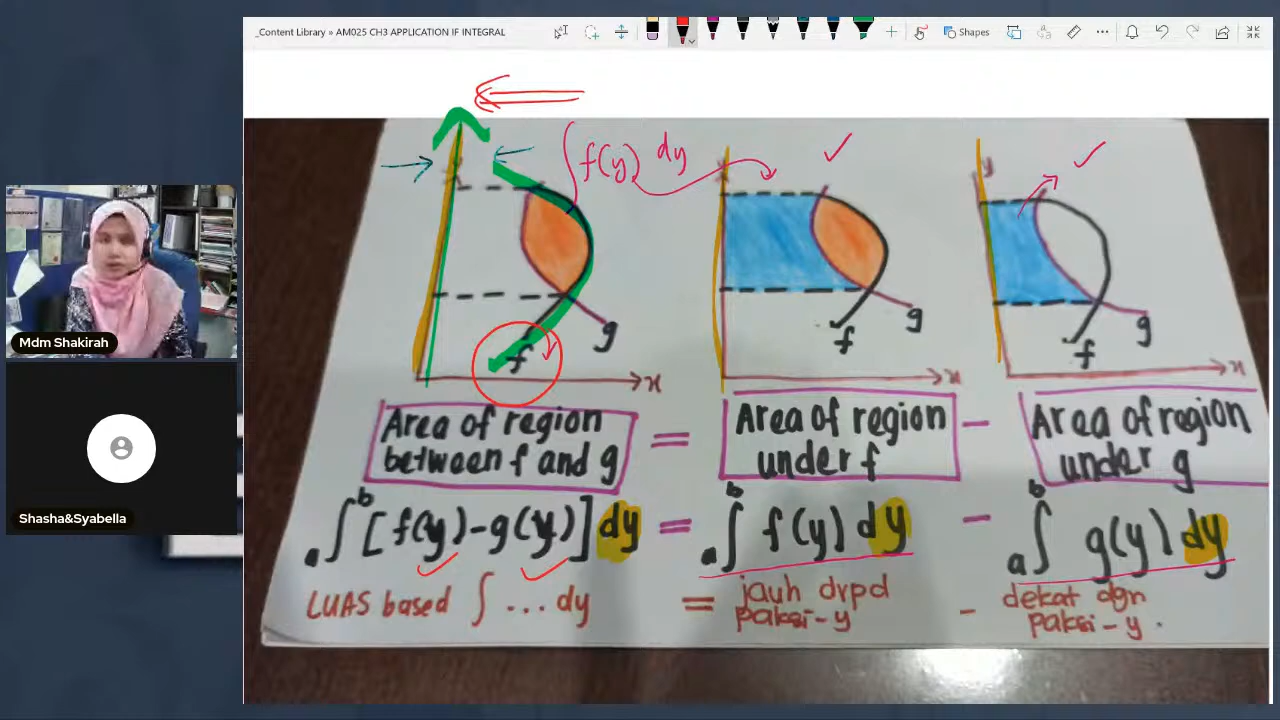 _Content Library » AM025 CH3 APPLICATION IF INTEGRAL
Shapes
∫ f(y) dy
y
f
g
x
f
g
x
y
f
g
x
Area of region between f and g = Area of region under f - Area of region under g
a∫b [f(y)-g(y)] dy = a∫b f(y) dy - a∫b g(y) dy
LUAS based ∫ ... dy = jauh drpd paksi-y - dekat dgn paksi-y.
Mdm Shakirah
Shasha&Syabella